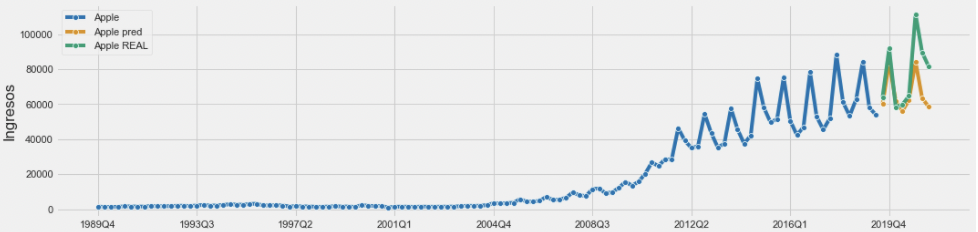 Apple
Apple pred
Apple REAL
Ingresos
100000
80000
60000
40000
20000
0
1989Q4
1993Q3
1997Q2
2001Q1
2004Q4
2008Q3
2012Q2
2016Q1
2019Q4